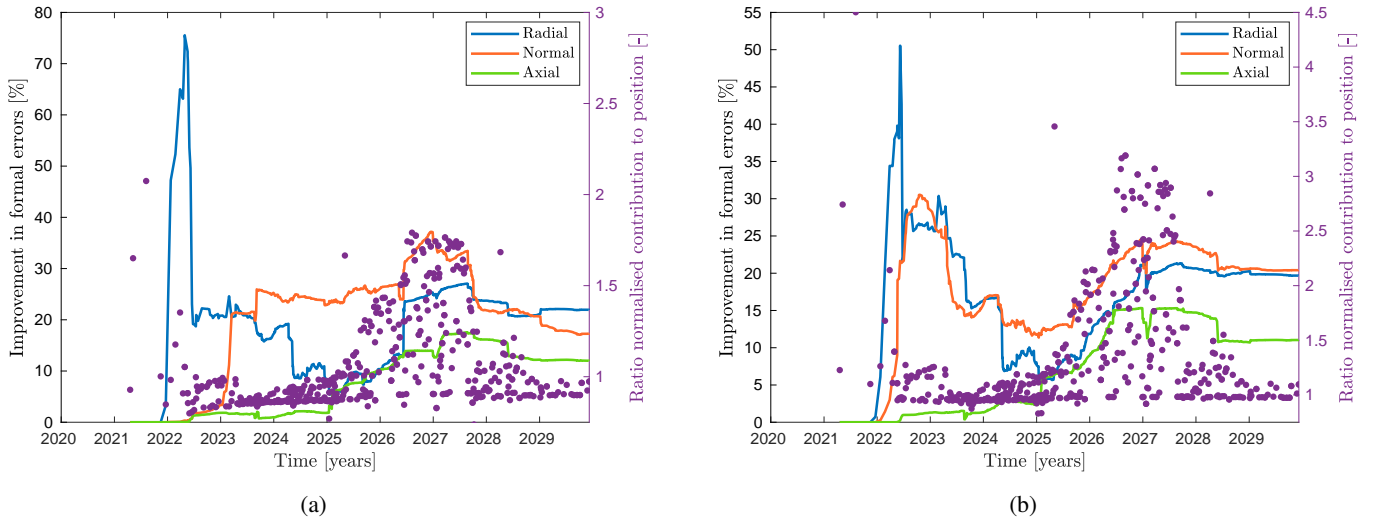 80
70
60
50
40
30
20
10
0
Improvement in formal errors [%]
3
2.5
2
1.5
1
Ratio normalised contribution to position [-]
Radial
Normal
Axial
2020 2021 2022 2023 2024 2025 2026 2027 2028 2029
Time [years]
(a)
55
50
45
40
35
30
25
20
15
10
5
0
Improvement in formal errors [%]
4.5
4
3.5
3
2.5
2
1.5
1
Ratio normalised contribution to position [-]
Radial
Normal
Axial
2020 2021 2022 2023 2024 2025 2026 2027 2028 2029
Time [years]
(b)